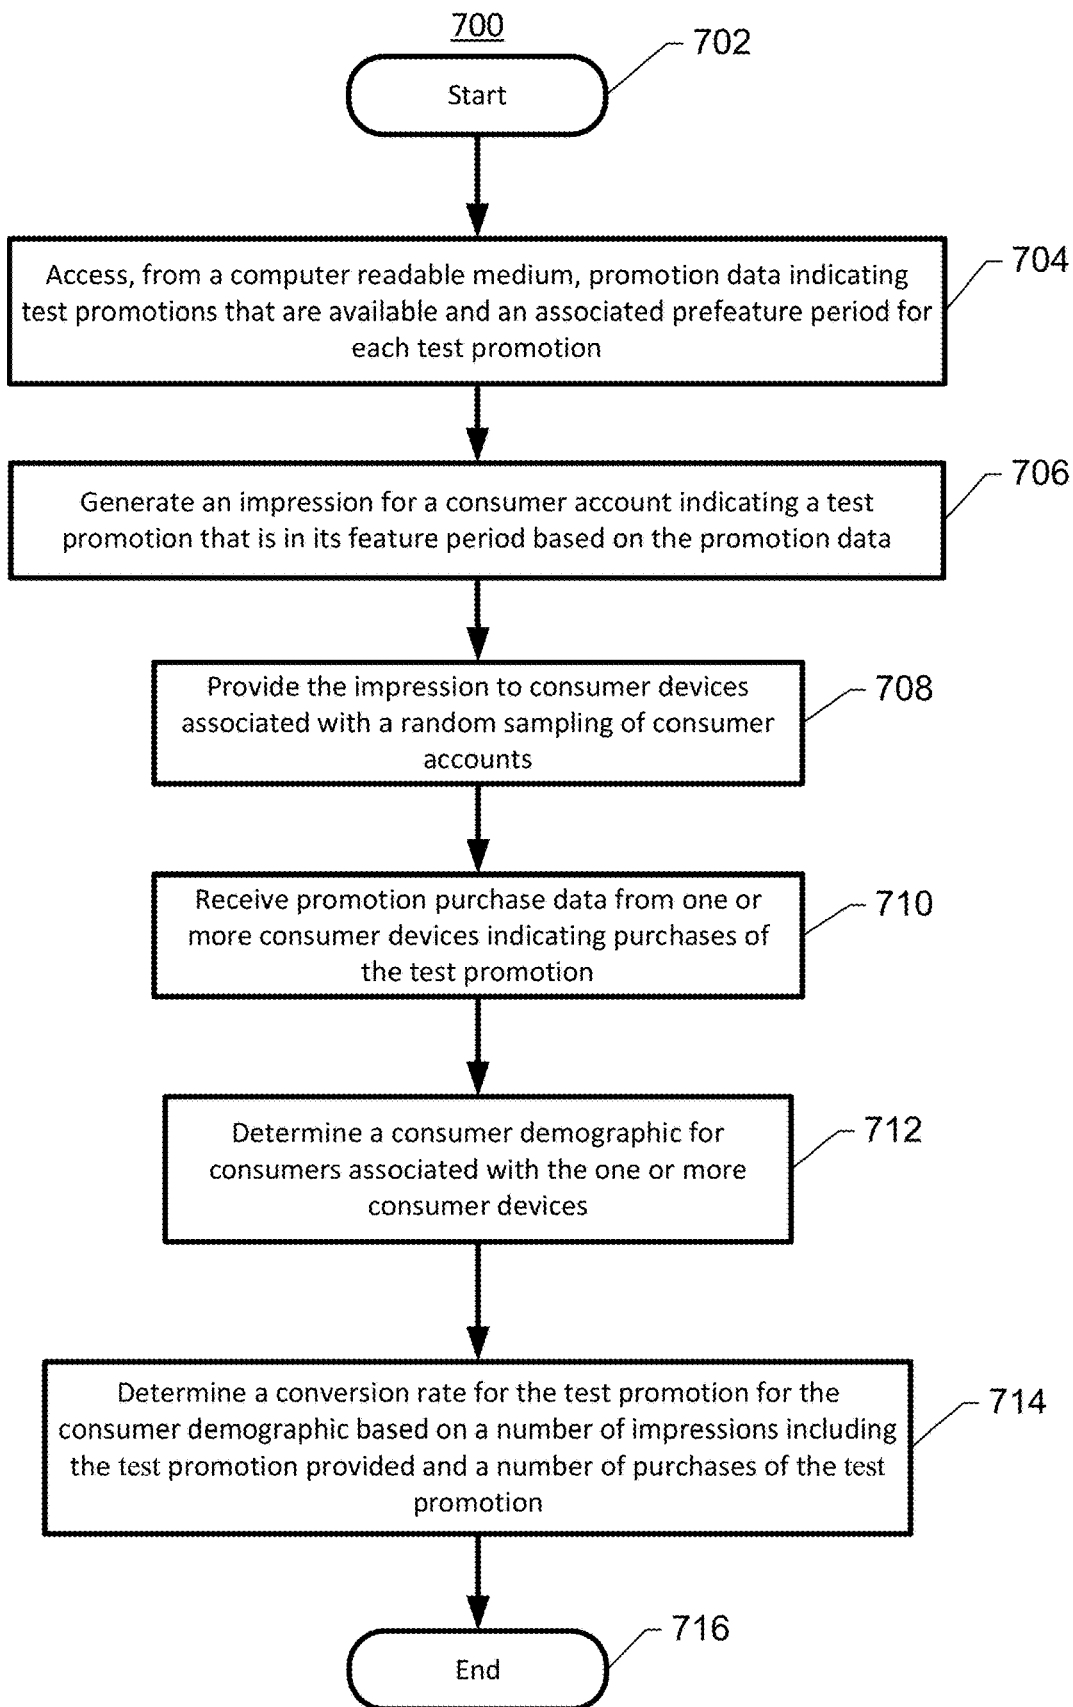 700
702
Start
704
Access, from a computer readable medium, promotion data indicating
test promotions that are available and an associated prefeature period for
each test promotion
706
Generate an impression for a consumer account indicating a test
promotion that is in its feature period based on the promotion data
708
Provide the impression to consumer devices
associated with a random sampling of consumer
accounts
710
Receive promotion purchase data from one or
more consumer devices indicating purchases of
the test promotion
712
Determine a consumer demographic for
consumers associated with the one or more
consumer devices
714
Determine a conversion rate for the test promotion for the
consumer demographic based on a number of impressions including
the test promotion provided and a number of purchases of the test
promotion
716
End